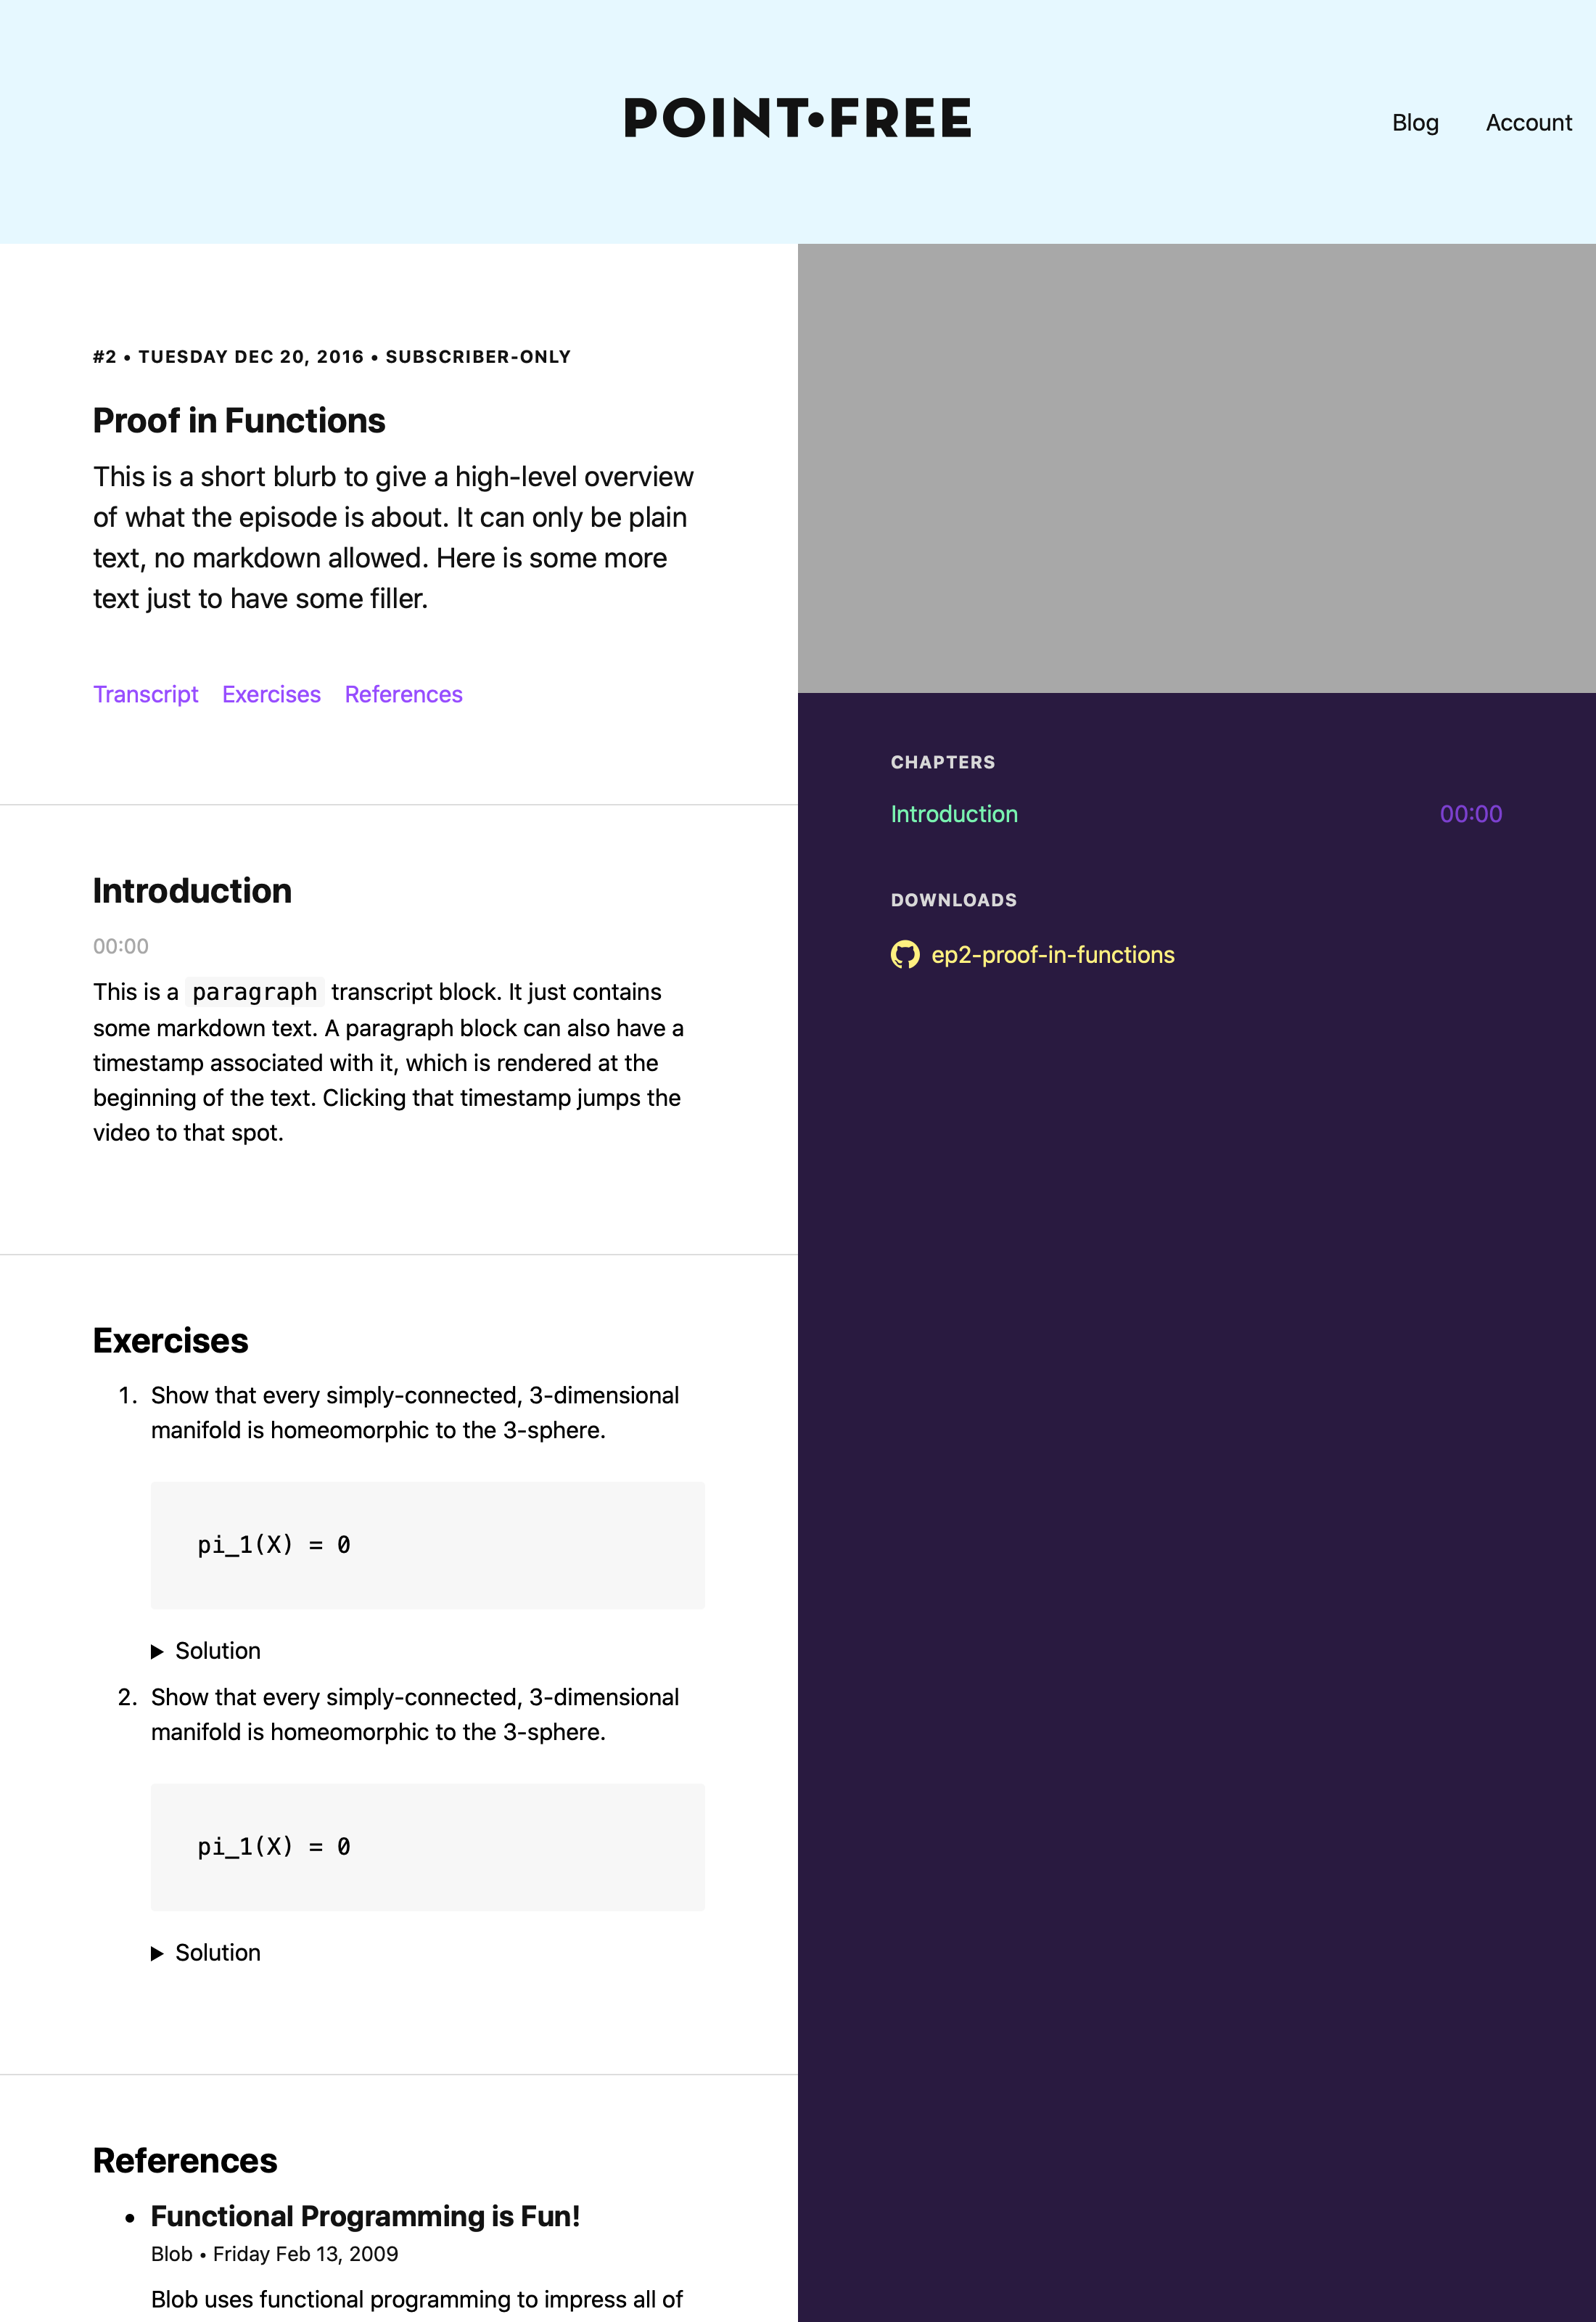 POINT•FREE
Blog Account
#2 • TUESDAY DEC 20, 2016 • SUBSCRIBER-ONLY
Proof in Functions
This is a short blurb to give a high-level overview
of what the episode is about. It can only be plain
text, no markdown allowed. Here is some more
text just to have some filler.
Transcript Exercises References
Introduction
00:00
This is a paragraph transcript block. It just contains
some markdown text. A paragraph block can also have a
timestamp associated with it, which is rendered at the
beginning of the text. Clicking that timestamp jumps the
video to that spot.
Exercises
1. Show that every simply-connected, 3-dimensional
manifold is homeomorphic to the 3-sphere.
pi_1(X) = 0
Solution
2. Show that every simply-connected, 3-dimensional
manifold is homeomorphic to the 3-sphere.
pi_1(X) = 0
Solution
References
• Functional Programming is Fun!
Blob • Friday Feb 13, 2009
Blob uses functional programming to impress all of
CHAPTERS
Introduction 00:00
DOWNLOADS
ep2-proof-in-functions